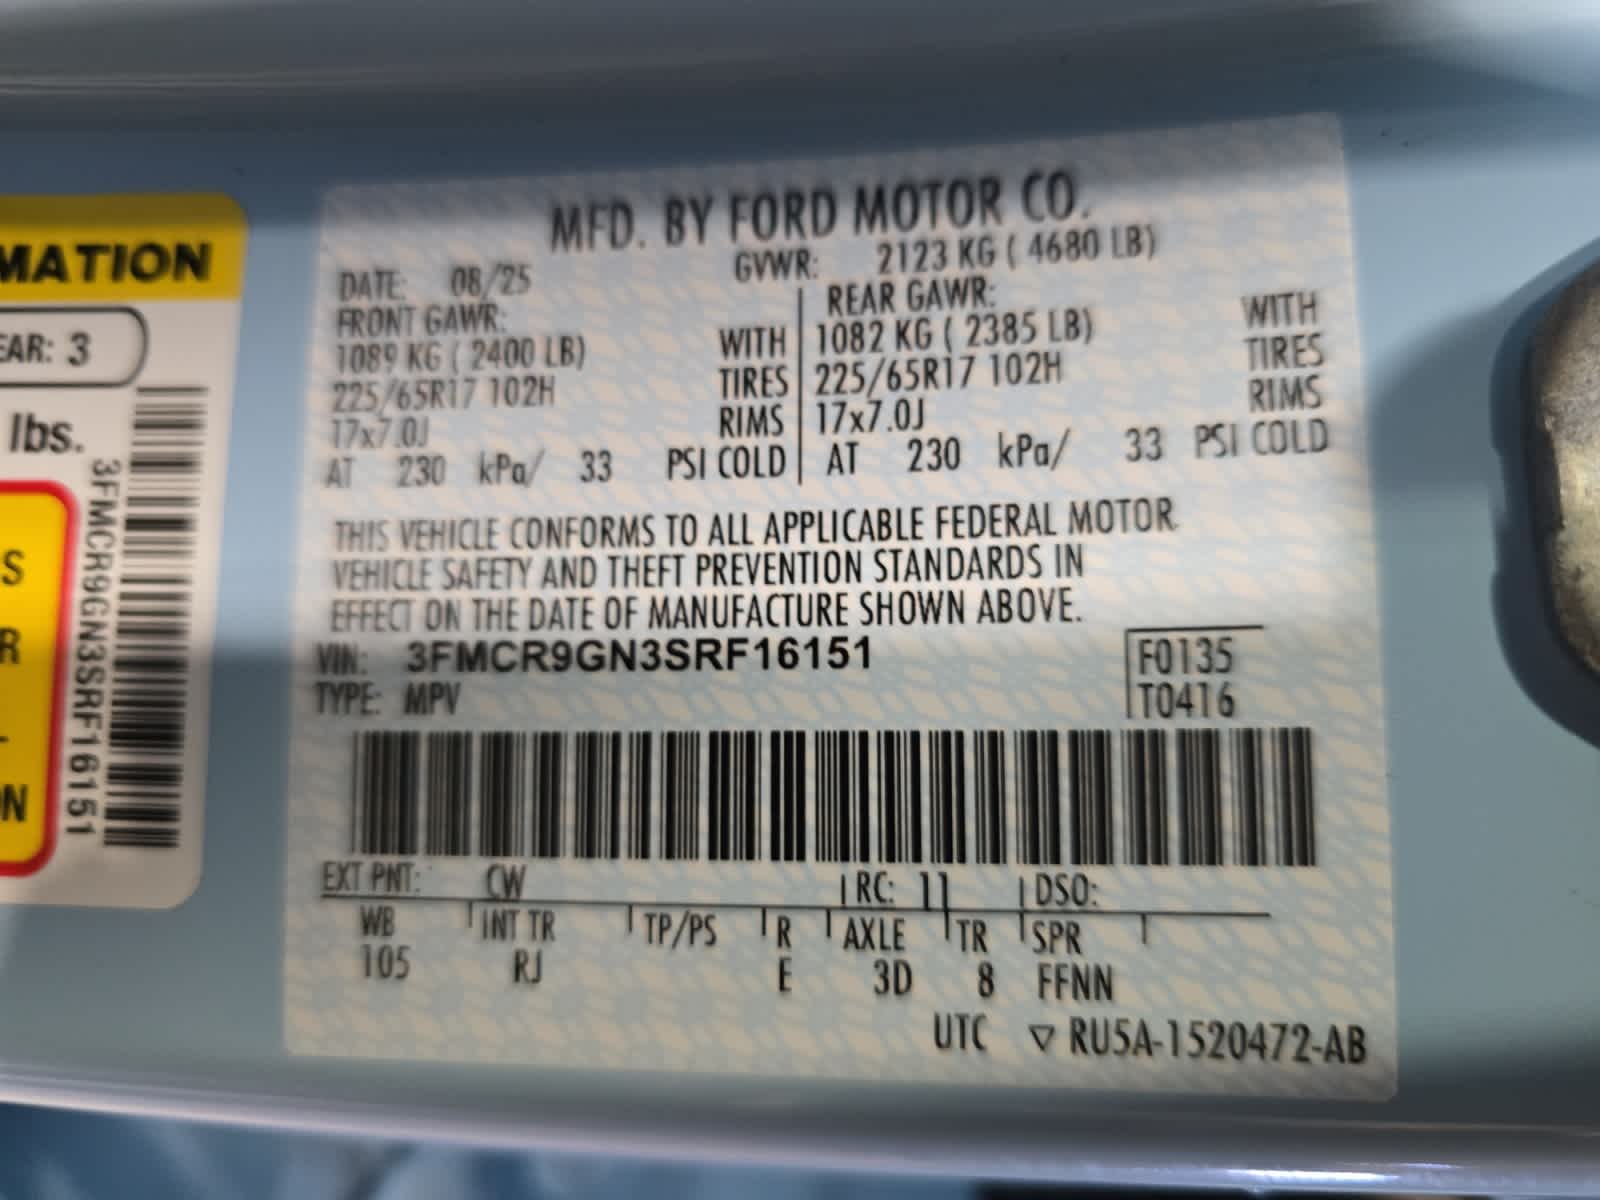 MATION
EAR: 3
lbs.
S
R
N
3FMCR9GN3SRF16151
MFD. BY FORD MOTOR CO.
DATE: 08/25 GVWR: 2123 KG ( 4680 LB)
FRONT GAWR: REAR GAWR:
1089 KG ( 2400 LB) WITH 1082 KG ( 2385 LB) WITH
225/65R17 102H TIRES 225/65R17 102H TIRES
17x7.0J RIMS 17x7.0J RIMS
AT 230 kPa/ 33 PSI COLD AT 230 kPa/ 33 PSI COLD
THIS VEHICLE CONFORMS TO ALL APPLICABLE FEDERAL MOTOR
VEHICLE SAFETY AND THEFT PREVENTION STANDARDS IN
EFFECT ON THE DATE OF MANUFACTURE SHOWN ABOVE.
VIN: 3FMCR9GN3SRF16151 F0135
TYPE: MPV T0416
EXT PNT: CW RC: 11 DSO:
WB INT TR TP/PS R AXLE TR SPR
105 RJ E 3D 8 FFNN
UTC ▽ RU5A-1520472-AB